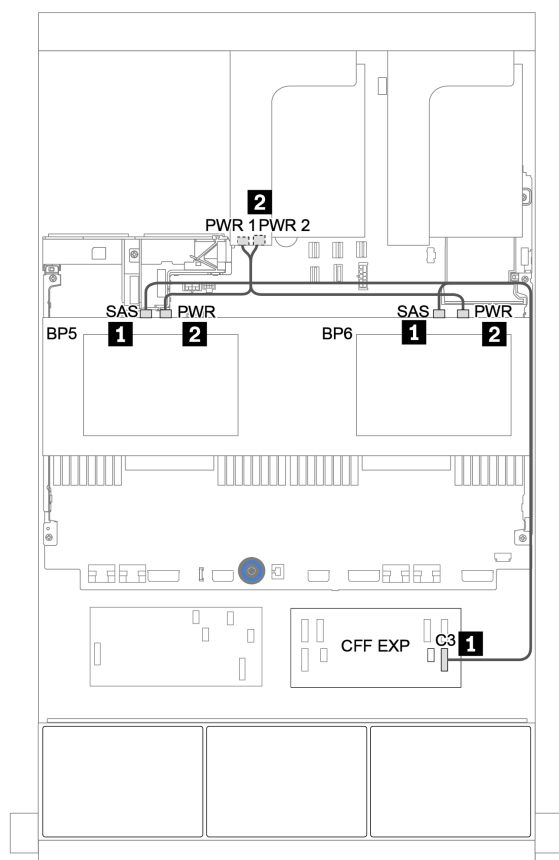 2
PWR 1 PWR 2
SAS PWR SAS PWR
BP5 1 2 BP6 1 2
CFF EXP C3 1